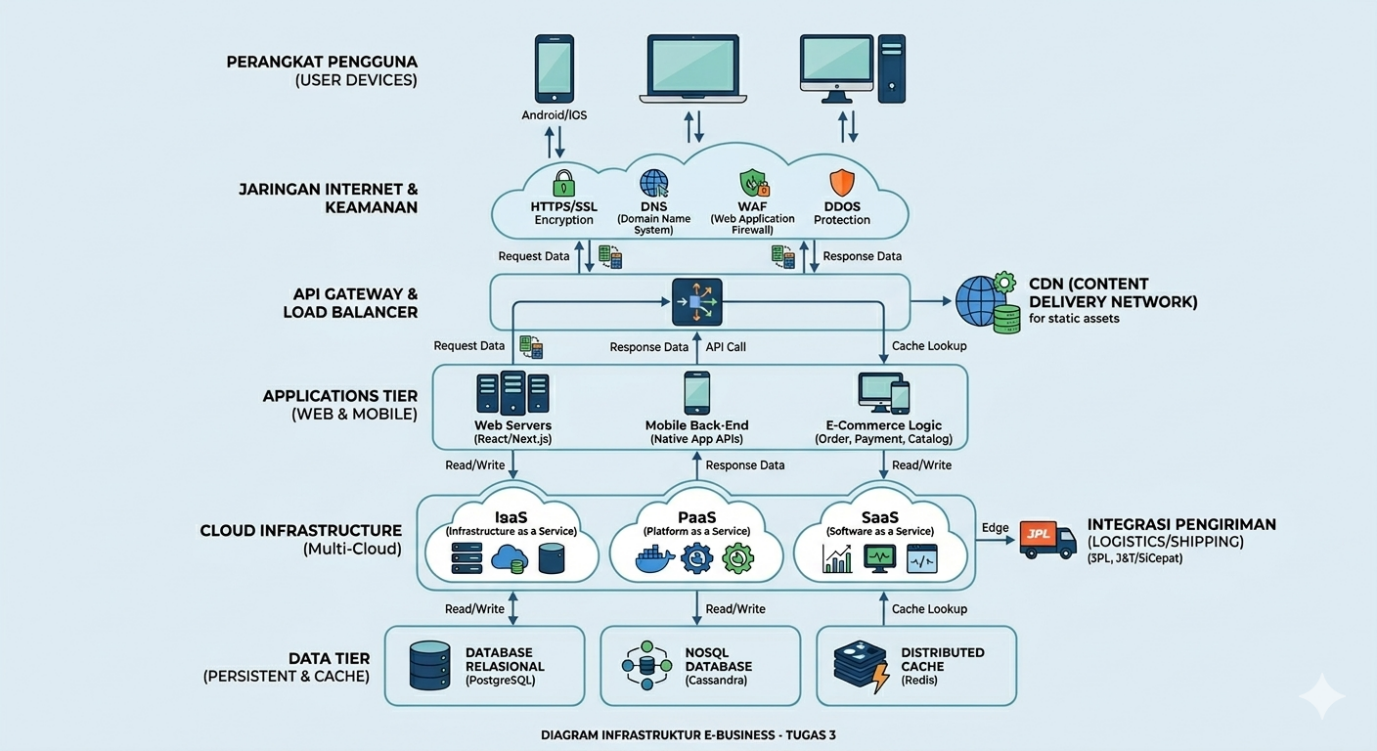 PERANGKAT PENGGUNA
(USER DEVICES)
Android/IOS
JARINGAN INTERNET &
KEAMANAN
HTTPS/SSL
Encryption
DNS
(Domain Name
System)
WAF
(Web Application
Firewall)
DDOS
Protection
Request Data
Response Data
API GATEWAY &
LOAD BALANCER
CDN (CONTENT
DELIVERY NETWORK)
for static assets
Request Data
Response Data
API Call
Cache Lookup
APPLICATIONS TIER
(WEB & MOBILE)
Web Servers
(React/Next.js)
Mobile Back-End
(Native App APIs)
E-Commerce Logic
(Order, Payment, Catalog)
Read/Write
Response Data
Read/Write
CLOUD INFRASTRUCTURE
(Multi-Cloud)
IaaS
(Infrastructure as a Service)
PaaS
(Platform as a Service)
SaaS
(Software as a Service)
Edge
JPL
INTEGRASI PENGIRIMAN
(LOGISTICS/SHIPPING)
(3PL, J&T/SiCepat)
Read/Write
Read/Write
Cache Lookup
DATA TIER
(PERSISTENT & CACHE)
DATABASE
RELASIONAL
(PostgreSQL)
NOSQL
DATABASE
(Cassandra)
DISTRIBUTED
CACHE
(Redis)
DIAGRAM INFRASTRUKTUR E-BUSINESS - TUGAS 3